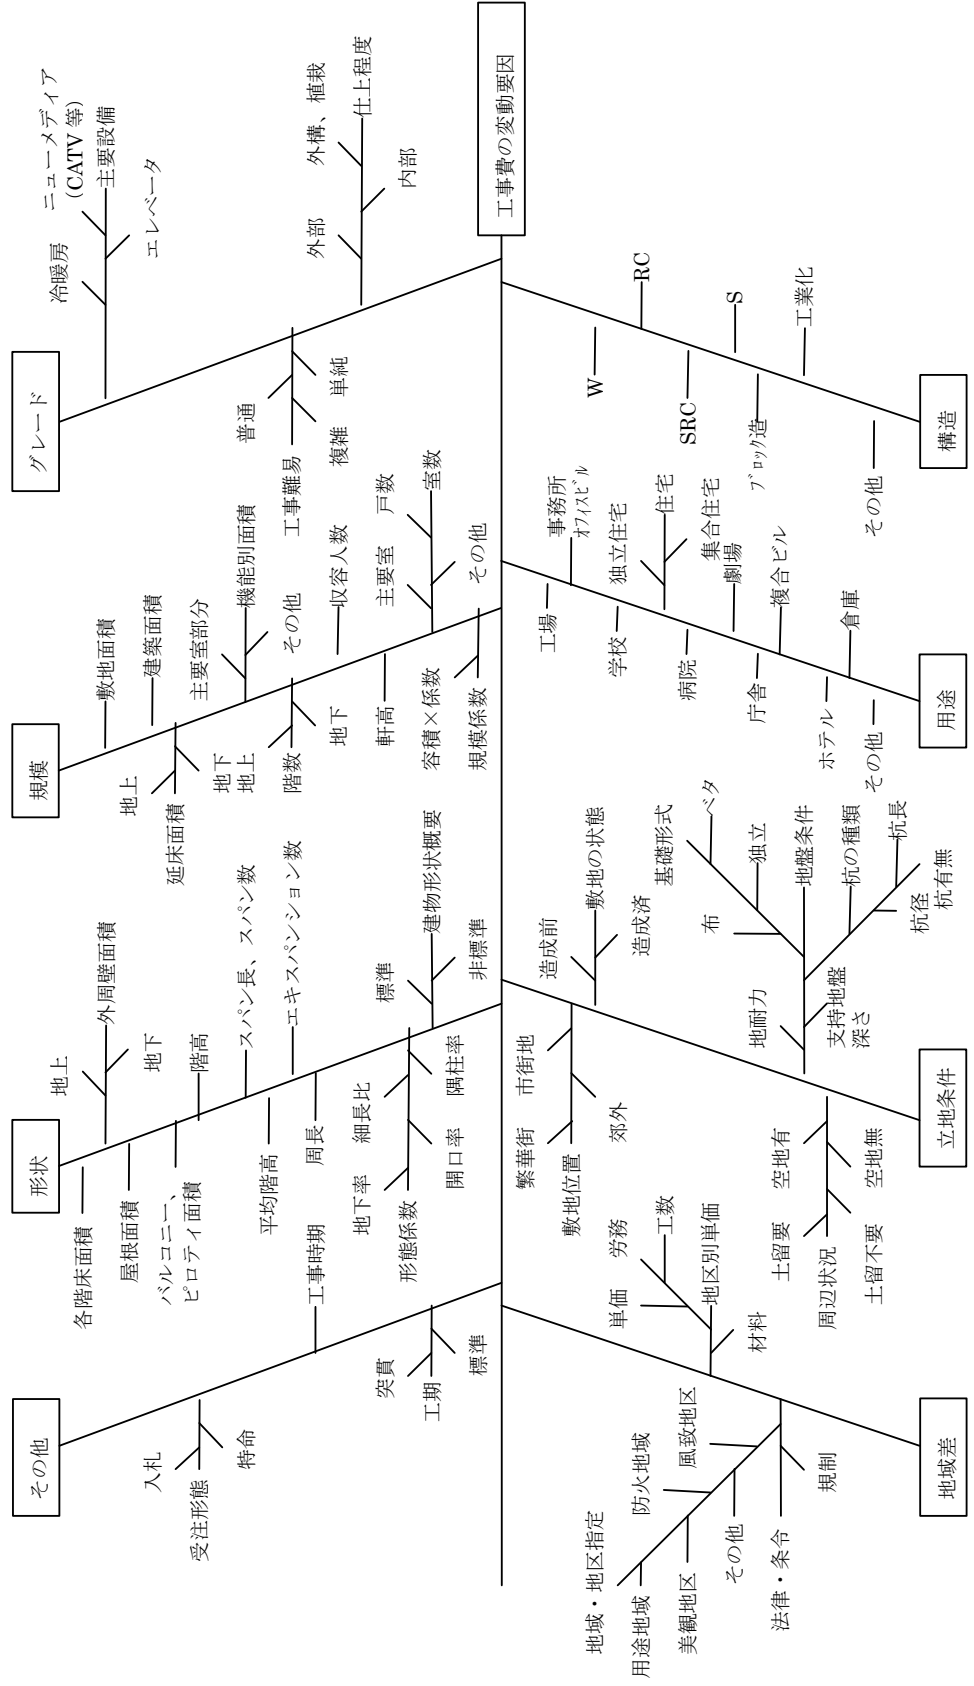 工事費の変動要因
その他
入札
受注形態
特命
工事時期
突貫
工期
標準
形状
各階床面積
地上
外周壁面積
地下
屋根面積
バルコニー、
ピロティ面積
階高
スパン長、スパン数
平均階高
エキスパンション数
周長
細長比
地下率
形態係数
隅柱率
開口率
標準
建物形状概要
非標準
規模
敷地面積
建築面積
地上
延床面積
地下
主要室部分
機能別面積
その他
地上
階数
地下
収容人数
軒高
主要室
戸数
室数
その他
容積×係数
規模係数
グレード
冷暖房
ニューメディア
（CATV 等）
主要設備
エレベータ
普通
工事難易
複雑
単純
外部
外構、植栽
仕上程度
内部
地域差
地域・地区指定
用途地域
防火地域
美観地区
風致地区
その他
法律・条令
規制
単価
労務
工数
地区別単価
材料
立地条件
繁華街
市街地
敷地位置
郊外
造成前
敷地の状態
造成済
土留要
空地有
周辺状況
土留不要
空地無
地耐力
支持地盤
深さ
布
基礎形式
ベタ
独立
地盤条件
杭の種類
杭長
杭径
杭有無
用途
工場
事務所
オフィスビル
学校
独立住宅
住宅
集合住宅
病院
劇場
庁舎
複合ビル
ホテル
倉庫
その他
構造
W
RC
SRC
S
ブロック造
工業化
その他